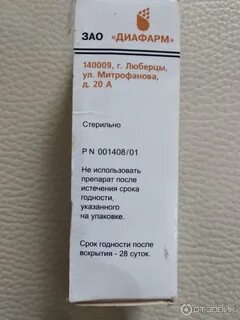 ЗАО "ДИАФАРМ"
140009, г. Люберцы,
ул. Митрофанова,
д. 20 А
Стерильно
Р N 001408/01
Не использовать
препарат после
истечения срока
годности,
указанного
на упаковке.
Срок годности после
вскрытия - 28 суток.
ОТЗОВИК